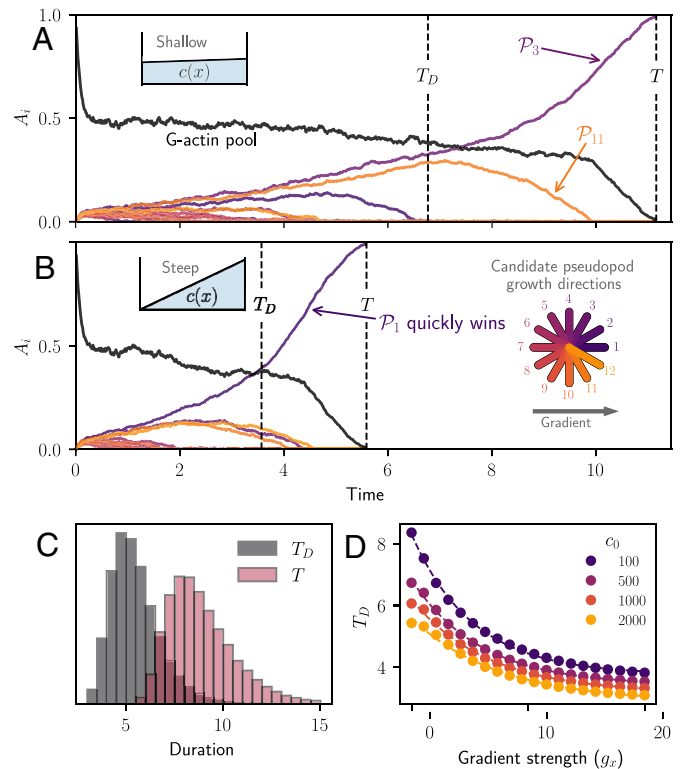 A
1.0
0.5
0.0
A_i
Shallow
c(x)
G-actin pool
T_D
T
𝒫_3
𝒫_11
B
0.5
0.0
A_i
Steep
c(x)
T_D
T
𝒫_1 quickly wins
Candidate pseudopod
growth directions
1
2
3
4
5
6
7
8
9
10
11
12
Gradient
0
2
4
6
8
10
Time
C
T_D
T
5
10
15
Duration
D
c_0
100
500
1000
2000
8
6
4
T_D
0
10
20
Gradient strength (g_x)